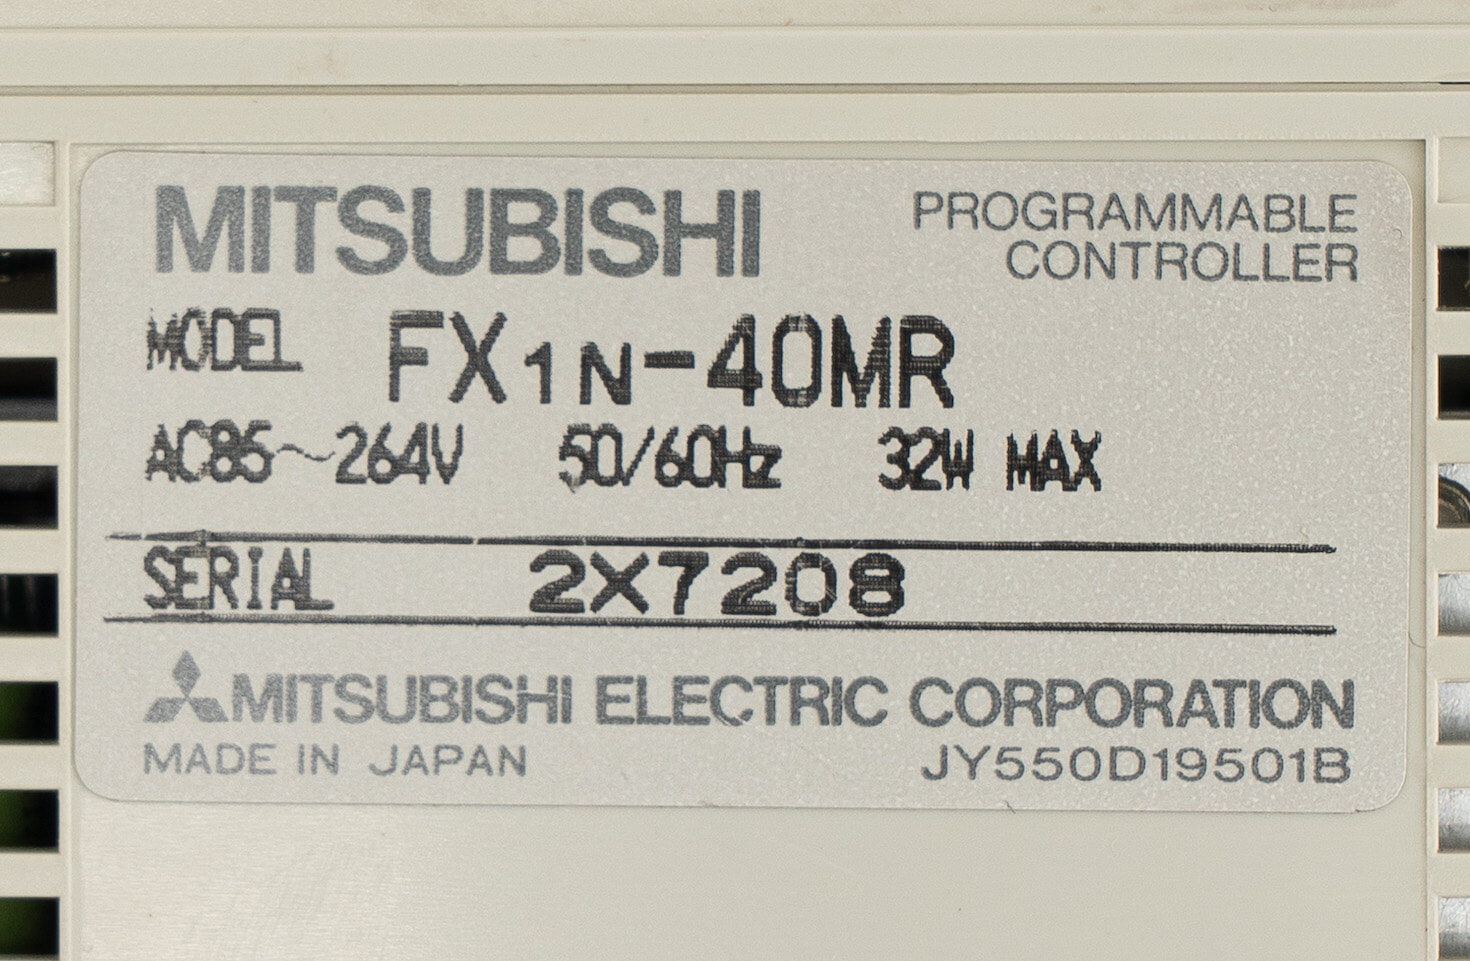 MITSUBISHI
PROGRAMMABLE
CONTROLLER
MODEL FX1N-40MR
AC85~264V 50/60Hz 32W MAX
SERIAL 2X7208
MITSUBISHI ELECTRIC CORPORATION
MADE IN JAPAN JY550D19501B